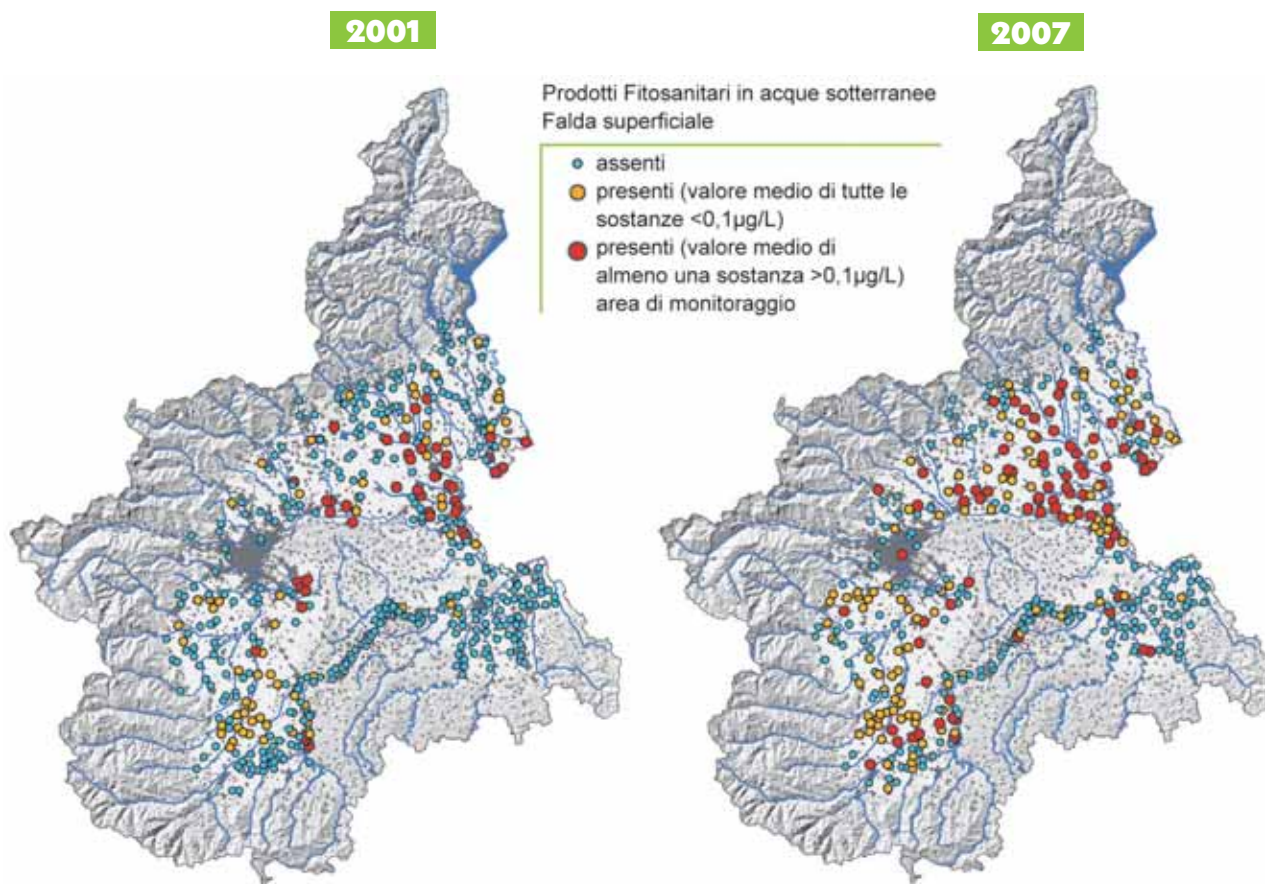 2001
2007
Prodotti Fitosanitari in acque sotterranee
Falda superficiale
assenti
presenti (valore medio di tutte le
sostanze <0,1µg/L)
presenti (valore medio di
almeno una sostanza >0,1µg/L)
area di monitoraggio